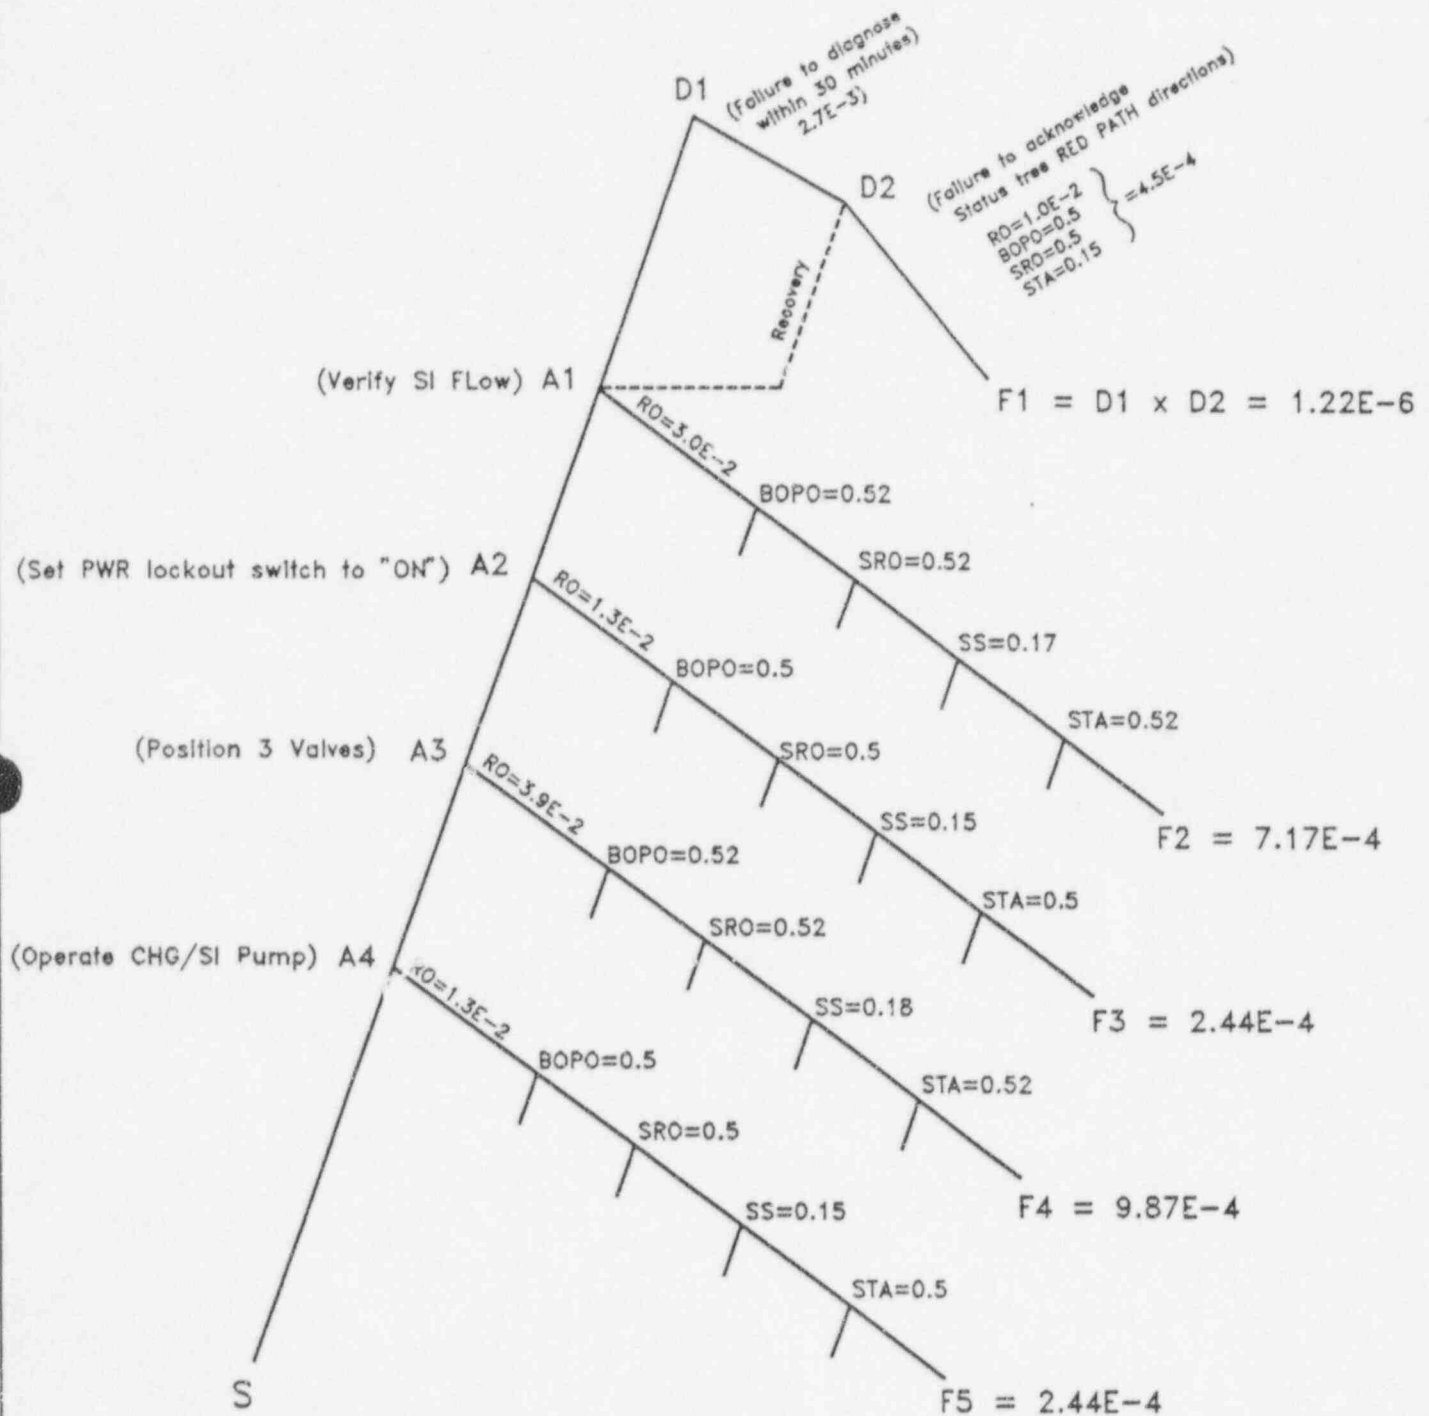 D1
(Failure to diagnose
within 30 minutes)
2.7E-3)
D2
(Failure to acknowledge
Status tree RED PATH directions)
RO=1.0E-2
BOPO=0.5
SRO=0.5
STA=0.15
=4.5E-4
Recovery
(Verify SI FLow) A1
F1 = D1 x D2 = 1.22E-6
RO=3.0E-2
BOPO=0.52
SRO=0.52
SS=0.17
STA=0.52
F2 = 7.17E-4
(Set PWR lockout switch to "ON") A2
RO=1.3E-2
BOPO=0.5
SRO=0.5
SS=0.15
STA=0.5
F3 = 2.44E-4
(Position 3 Valves) A3
RO=3.9E-2
BOPO=0.52
SRO=0.52
SS=0.18
STA=0.52
F4 = 9.87E-4
(Operate CHG/SI Pump) A4
RO=1.3E-2
BOPO=0.5
SRO=0.5
SS=0.15
STA=0.5
F5 = 2.44E-4
S